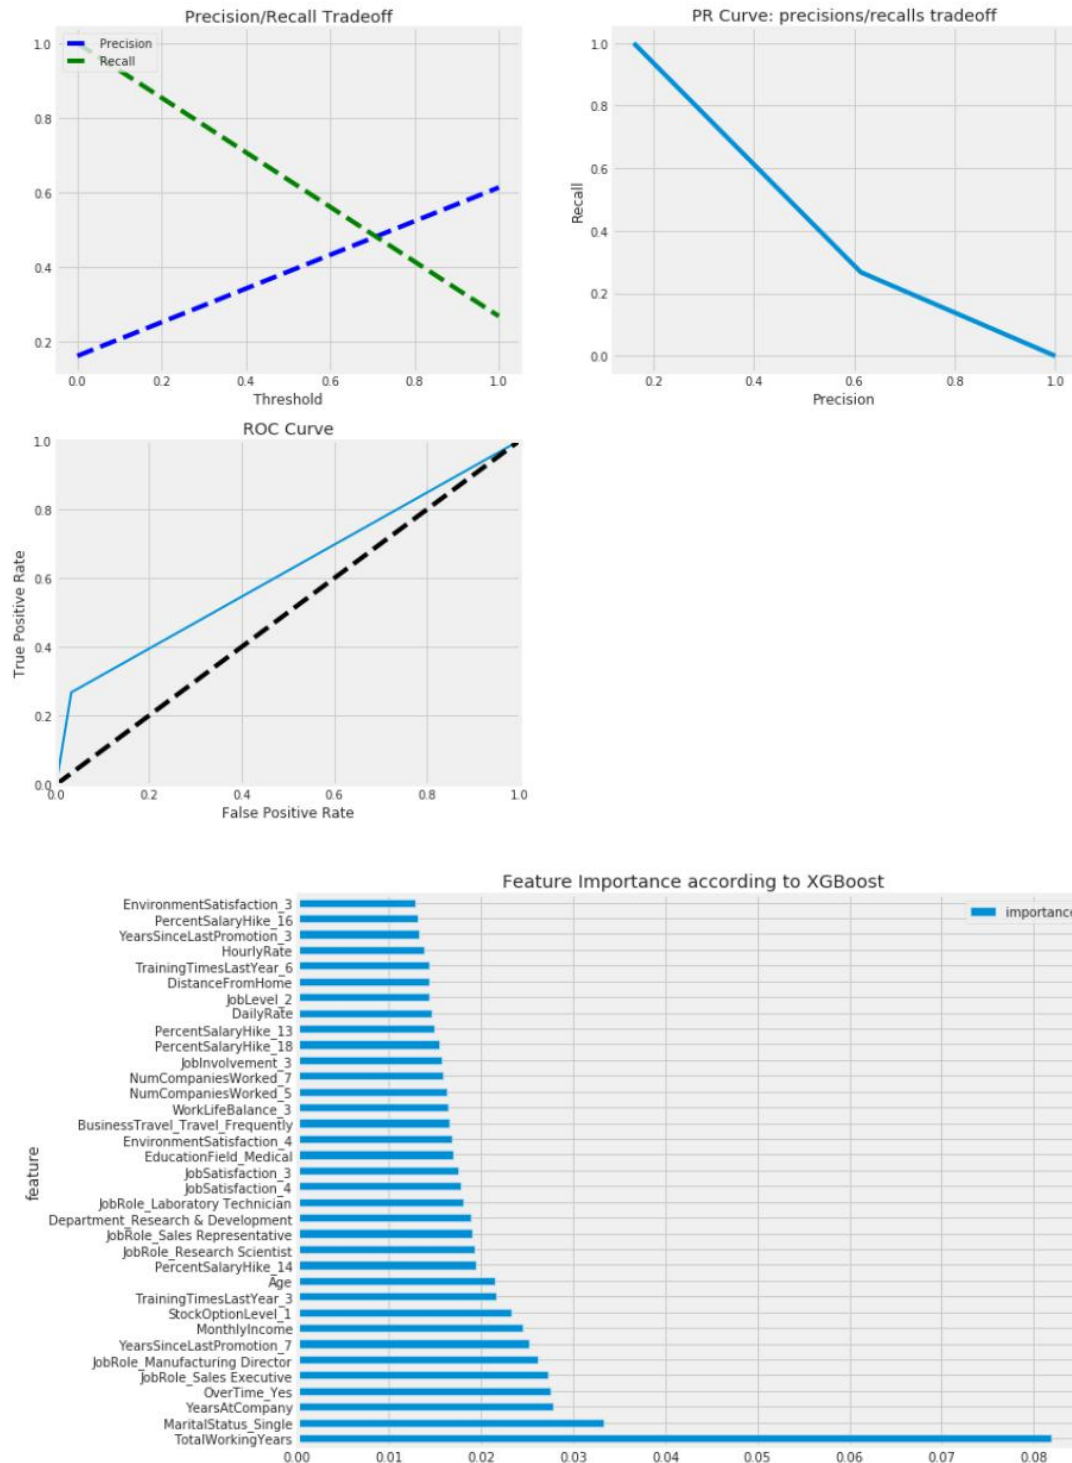 Precision/Recall Tradeoff
Precision
Recall
1.0
0.8
0.6
0.4
0.2
0.0 0.2 0.4 0.6 0.8 1.0
Threshold
PR Curve: precisions/recalls tradeoff
Recall
1.0
0.8
0.6
0.4
0.2
0.0
0.2 0.4 0.6 0.8 1.0
Precision
ROC Curve
True Positive Rate
1.0
0.8
0.6
0.4
0.2
0.0
0.0 0.2 0.4 0.6 0.8 1.0
False Positive Rate
Feature Importance according to XGBoost
importance
feature
EnvironmentSatisfaction_3
PercentSalaryHike_16
YearsSinceLastPromotion_3
HourlyRate
TrainingTimesLastYear_6
DistanceFromHome
JobLevel_2
DailyRate
PercentSalaryHike_13
PercentSalaryHike_18
JobInvolvement_3
NumCompaniesWorked_7
NumCompaniesWorked_5
WorkLifeBalance_3
BusinessTravel_Travel_Frequently
EnvironmentSatisfaction_4
EducationField_Medical
JobSatisfaction_3
JobSatisfaction_4
JobRole_Laboratory Technician
Department_Research & Development
JobRole_Sales Representative
JobRole_Research Scientist
PercentSalaryHike_14
Age
TrainingTimesLastYear_3
StockOptionLevel_1
MonthlyIncome
YearsSinceLastPromotion_7
JobRole_Manufacturing Director
JobRole_Sales Executive
OverTime_Yes
YearsAtCompany
MaritalStatus_Single
TotalWorkingYears
0.00 0.01 0.02 0.03 0.04 0.05 0.06 0.07 0.08